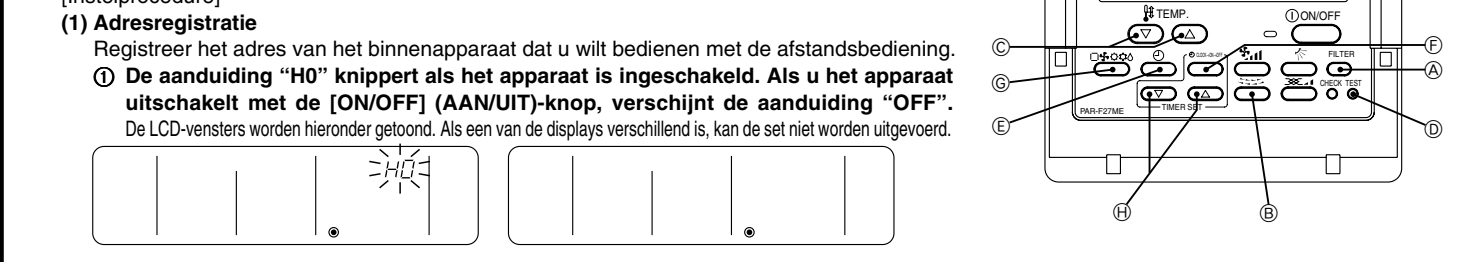 (1) Adresregistratie
Registreer het adres van het binnenapparaat dat u wilt bedienen met de afstandsbediening.
① De aanduiding “H0” knippert als het apparaat is ingeschakeld. Als u het apparaat
uitschakelt met de [ON/OFF] (AAN/UIT)-knop, verschijnt de aanduiding “OFF”.
De LCD-vensters worden hieronder getoond. Als een van de displays verschillend is, kan de set niet worden uitgevoerd.
H0
TEMP.
ON/OFF
CLOCK→ON→OFF
FILTER
CHECK TEST
TIMER SET
PAR-F27ME
Ⓒ
Ⓖ
Ⓔ
Ⓗ
Ⓑ
Ⓕ
Ⓐ
Ⓓ